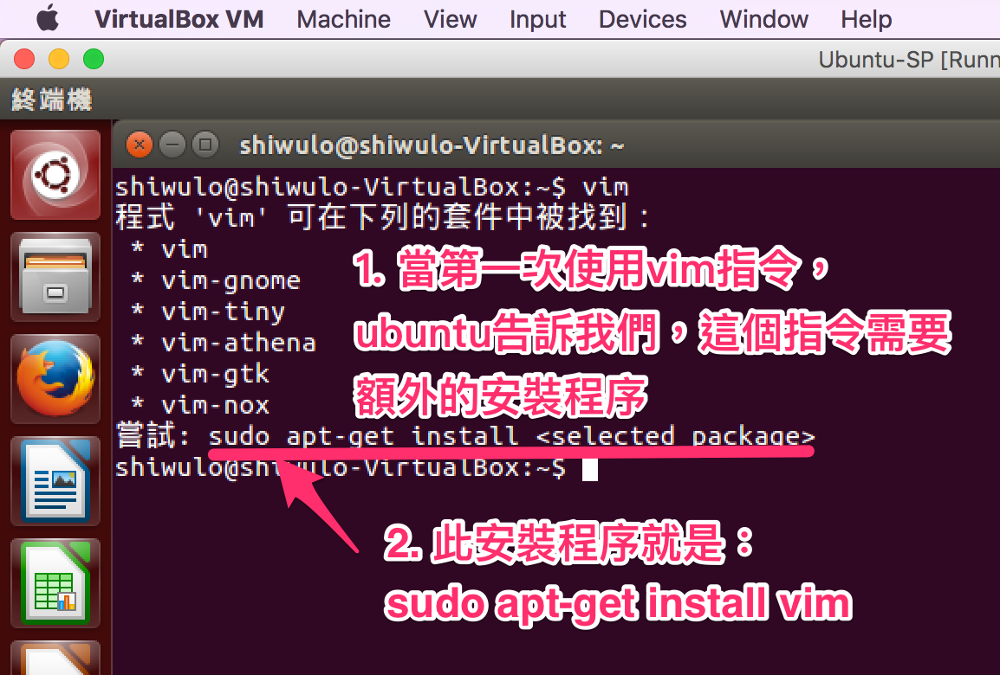 VirtualBox VM Machine View Input Devices Window Help
Ubuntu-SP [Runn
終端機
shiwulo@shiwulo-VirtualBox: ~
shiwulo@shiwulo-VirtualBox:~$ vim
程式 'vim' 可在下列的套件中被找到：
* vim
* vim-gnome
* vim-tiny
* vim-athena
* vim-gtk
* vim-nox
嘗試: sudo apt-get install <selected package>
shiwulo@shiwulo-VirtualBox:~$
1. 當第一次使用vim指令，
ubuntu告訴我們，這個指令需要
額外的安裝程序
2. 此安裝程序就是：
sudo apt-get install vim